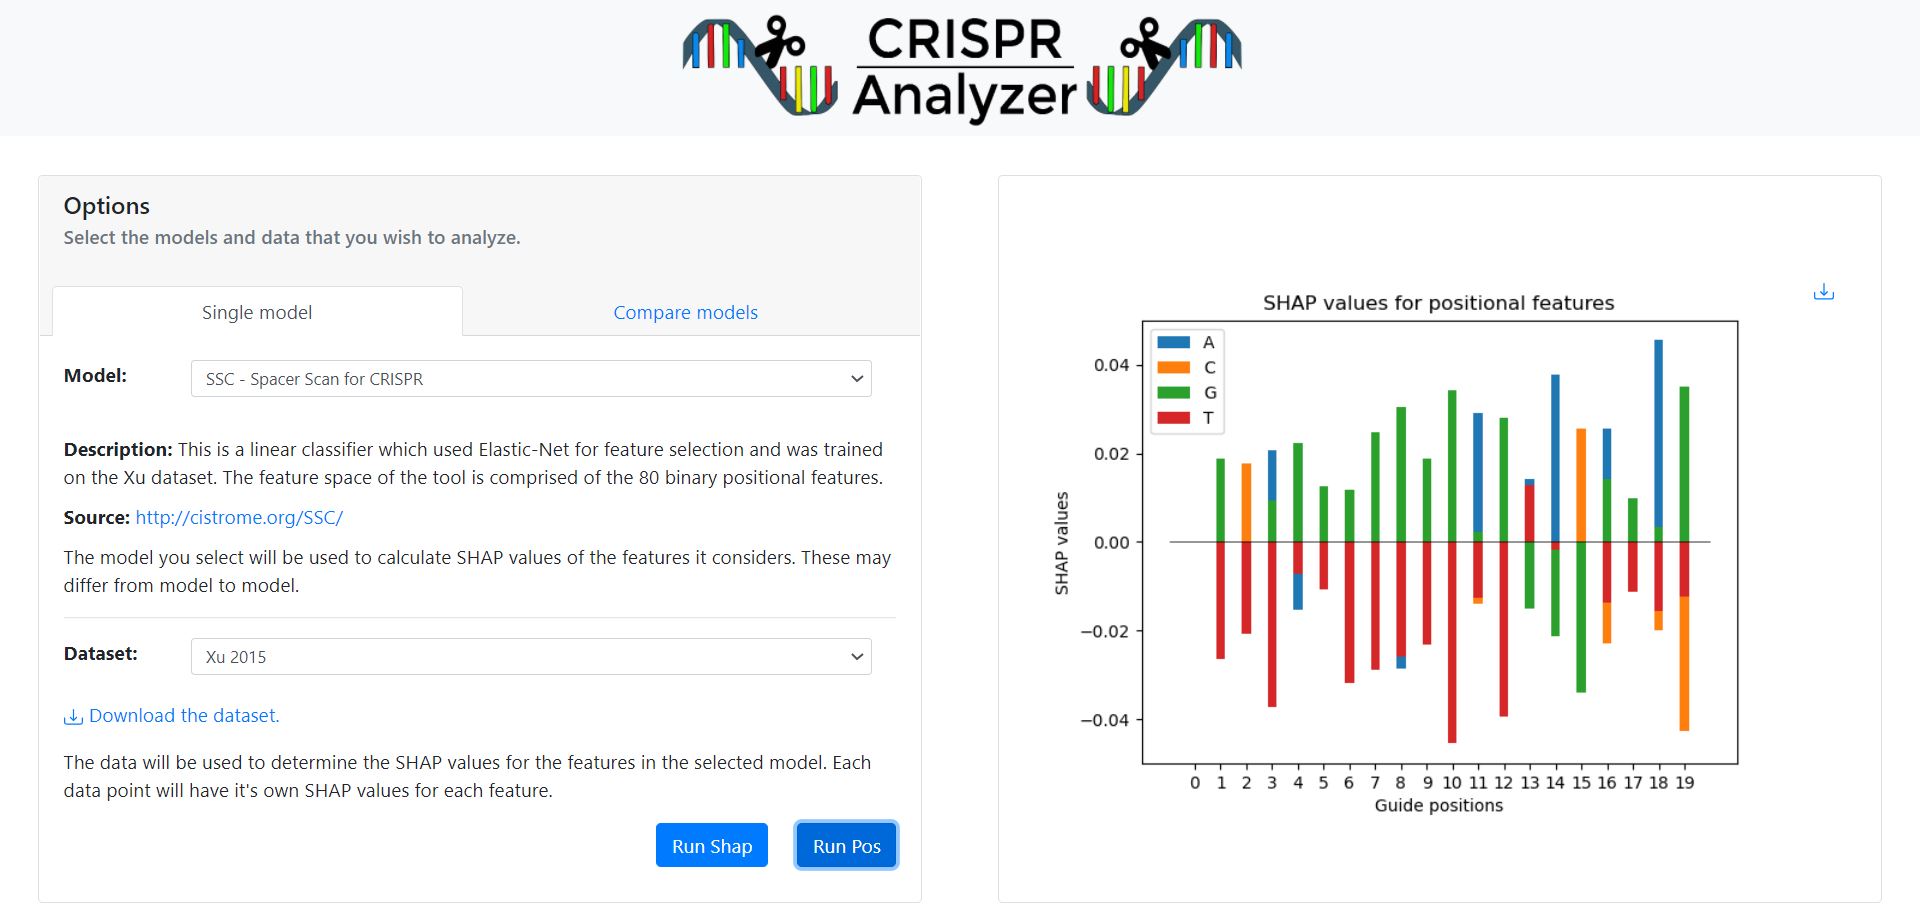 CRISPR
Analyzer
Options
Select the models and data that you wish to analyze.
Single model
Compare models
Model:
SSC - Spacer Scan for CRISPR
Description: This is a linear classifier which used Elastic-Net for feature selection and was trained
on the Xu dataset. The feature space of the tool is comprised of the 80 binary positional features.
Source: http://cistrome.org/SSC/
The model you select will be used to calculate SHAP values of the features it considers. These may
differ from model to model.
Dataset:
Xu 2015
Download the dataset.
The data will be used to determine the SHAP values for the features in the selected model. Each
data point will have it's own SHAP values for each feature.
Run Shap
Run Pos
SHAP values for positional features
A
C
G
T
SHAP values
0.04
0.02
0.00
−0.02
−0.04
0 1 2 3 4 5 6 7 8 9 10 11 12 13 14 15 16 17 18 19
Guide positions